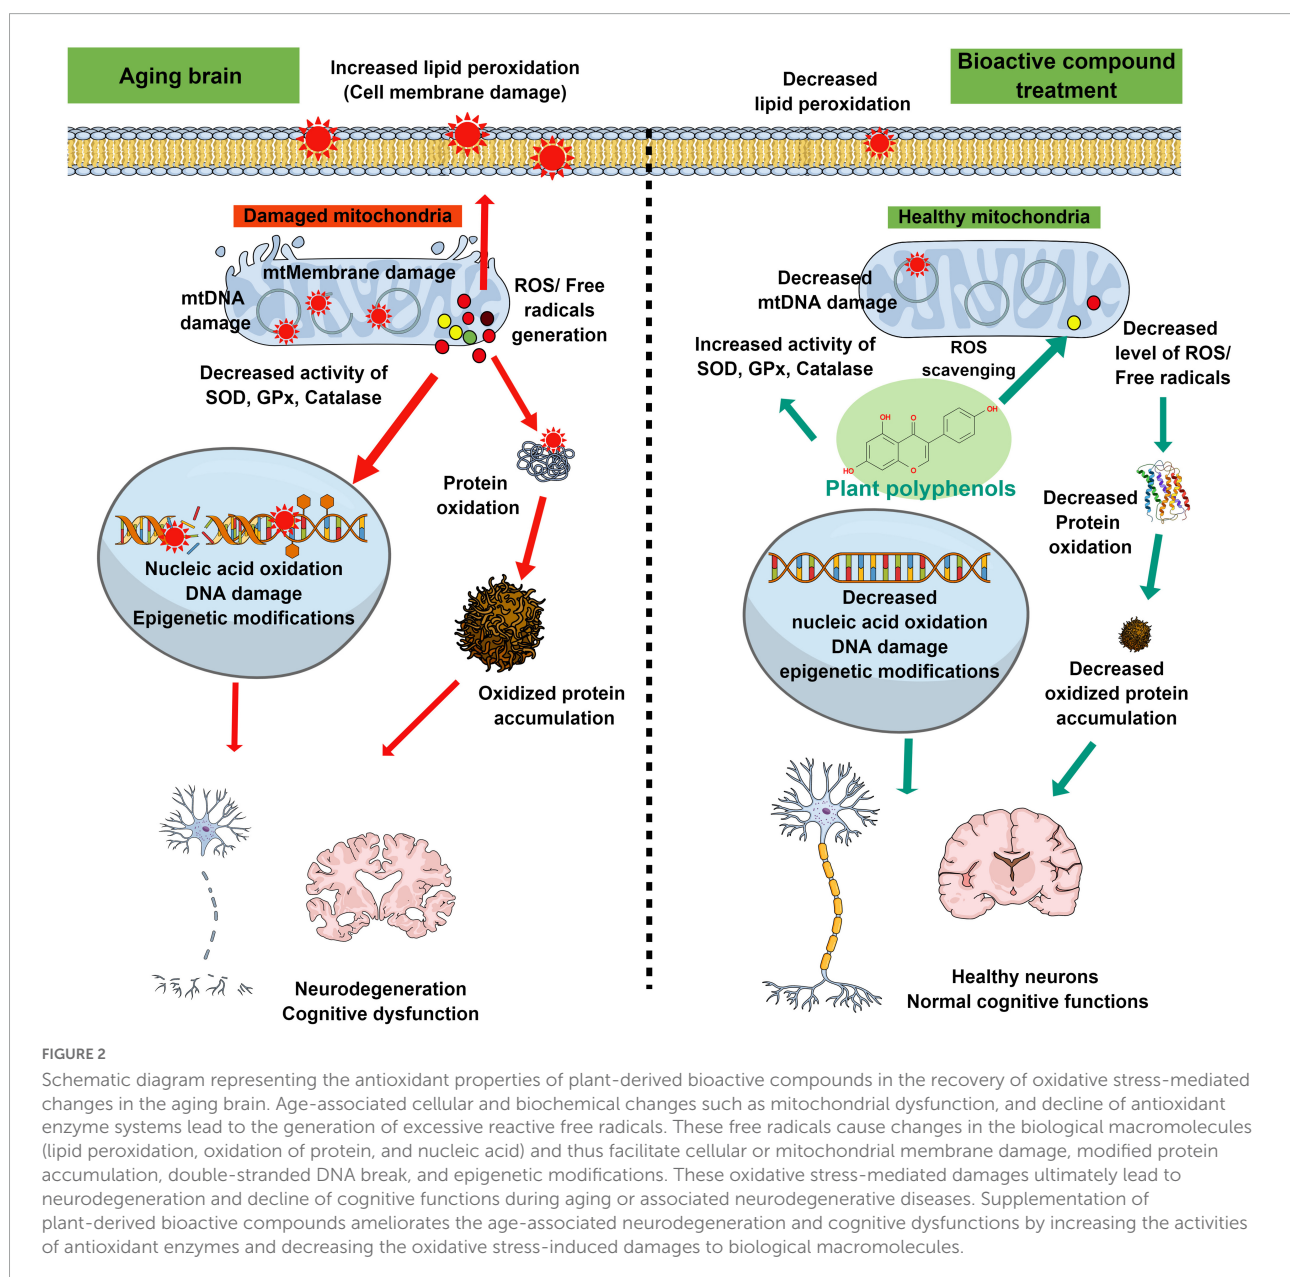 Aging brain
Increased lipid peroxidation
(Cell membrane damage)
Damaged mitochondria
mtMembrane damage
mtDNA
damage
ROS/ Free
radicals
generation
Decreased activity of
SOD, GPx, Catalase
Protein
oxidation
Nucleic acid oxidation
DNA damage
Epigenetic modifications
Oxidized protein
accumulation
Neurodegeneration
Cognitive dysfunction
Decreased
lipid peroxidation
Bioactive compound
treatment
Healthy mitochondria
Decreased
mtDNA damage
Increased activity of
SOD, GPx, Catalase
ROS
scavenging
Decreased
level of ROS/
Free radicals
OH
O
OH
HO
O
Plant polyphenols
Decreased
Protein
oxidation
Decreased
nucleic acid oxidation
DNA damage
epigenetic modifications
Decreased
oxidized protein
accumulation
Healthy neurons
Normal cognitive functions
FIGURE 2
Schematic diagram representing the antioxidant properties of plant-derived bioactive compounds in the recovery of oxidative stress-mediated
changes in the aging brain. Age-associated cellular and biochemical changes such as mitochondrial dysfunction, and decline of antioxidant
enzyme systems lead to the generation of excessive reactive free radicals. These free radicals cause changes in the biological macromolecules
(lipid peroxidation, oxidation of protein, and nucleic acid) and thus facilitate cellular or mitochondrial membrane damage, modified protein
accumulation, double-stranded DNA break, and epigenetic modifications. These oxidative stress-mediated damages ultimately lead to
neurodegeneration and decline of cognitive functions during aging or associated neurodegenerative diseases. Supplementation of
plant-derived bioactive compounds ameliorates the age-associated neurodegeneration and cognitive dysfunctions by increasing the activities
of antioxidant enzymes and decreasing the oxidative stress-induced damages to biological macromolecules.